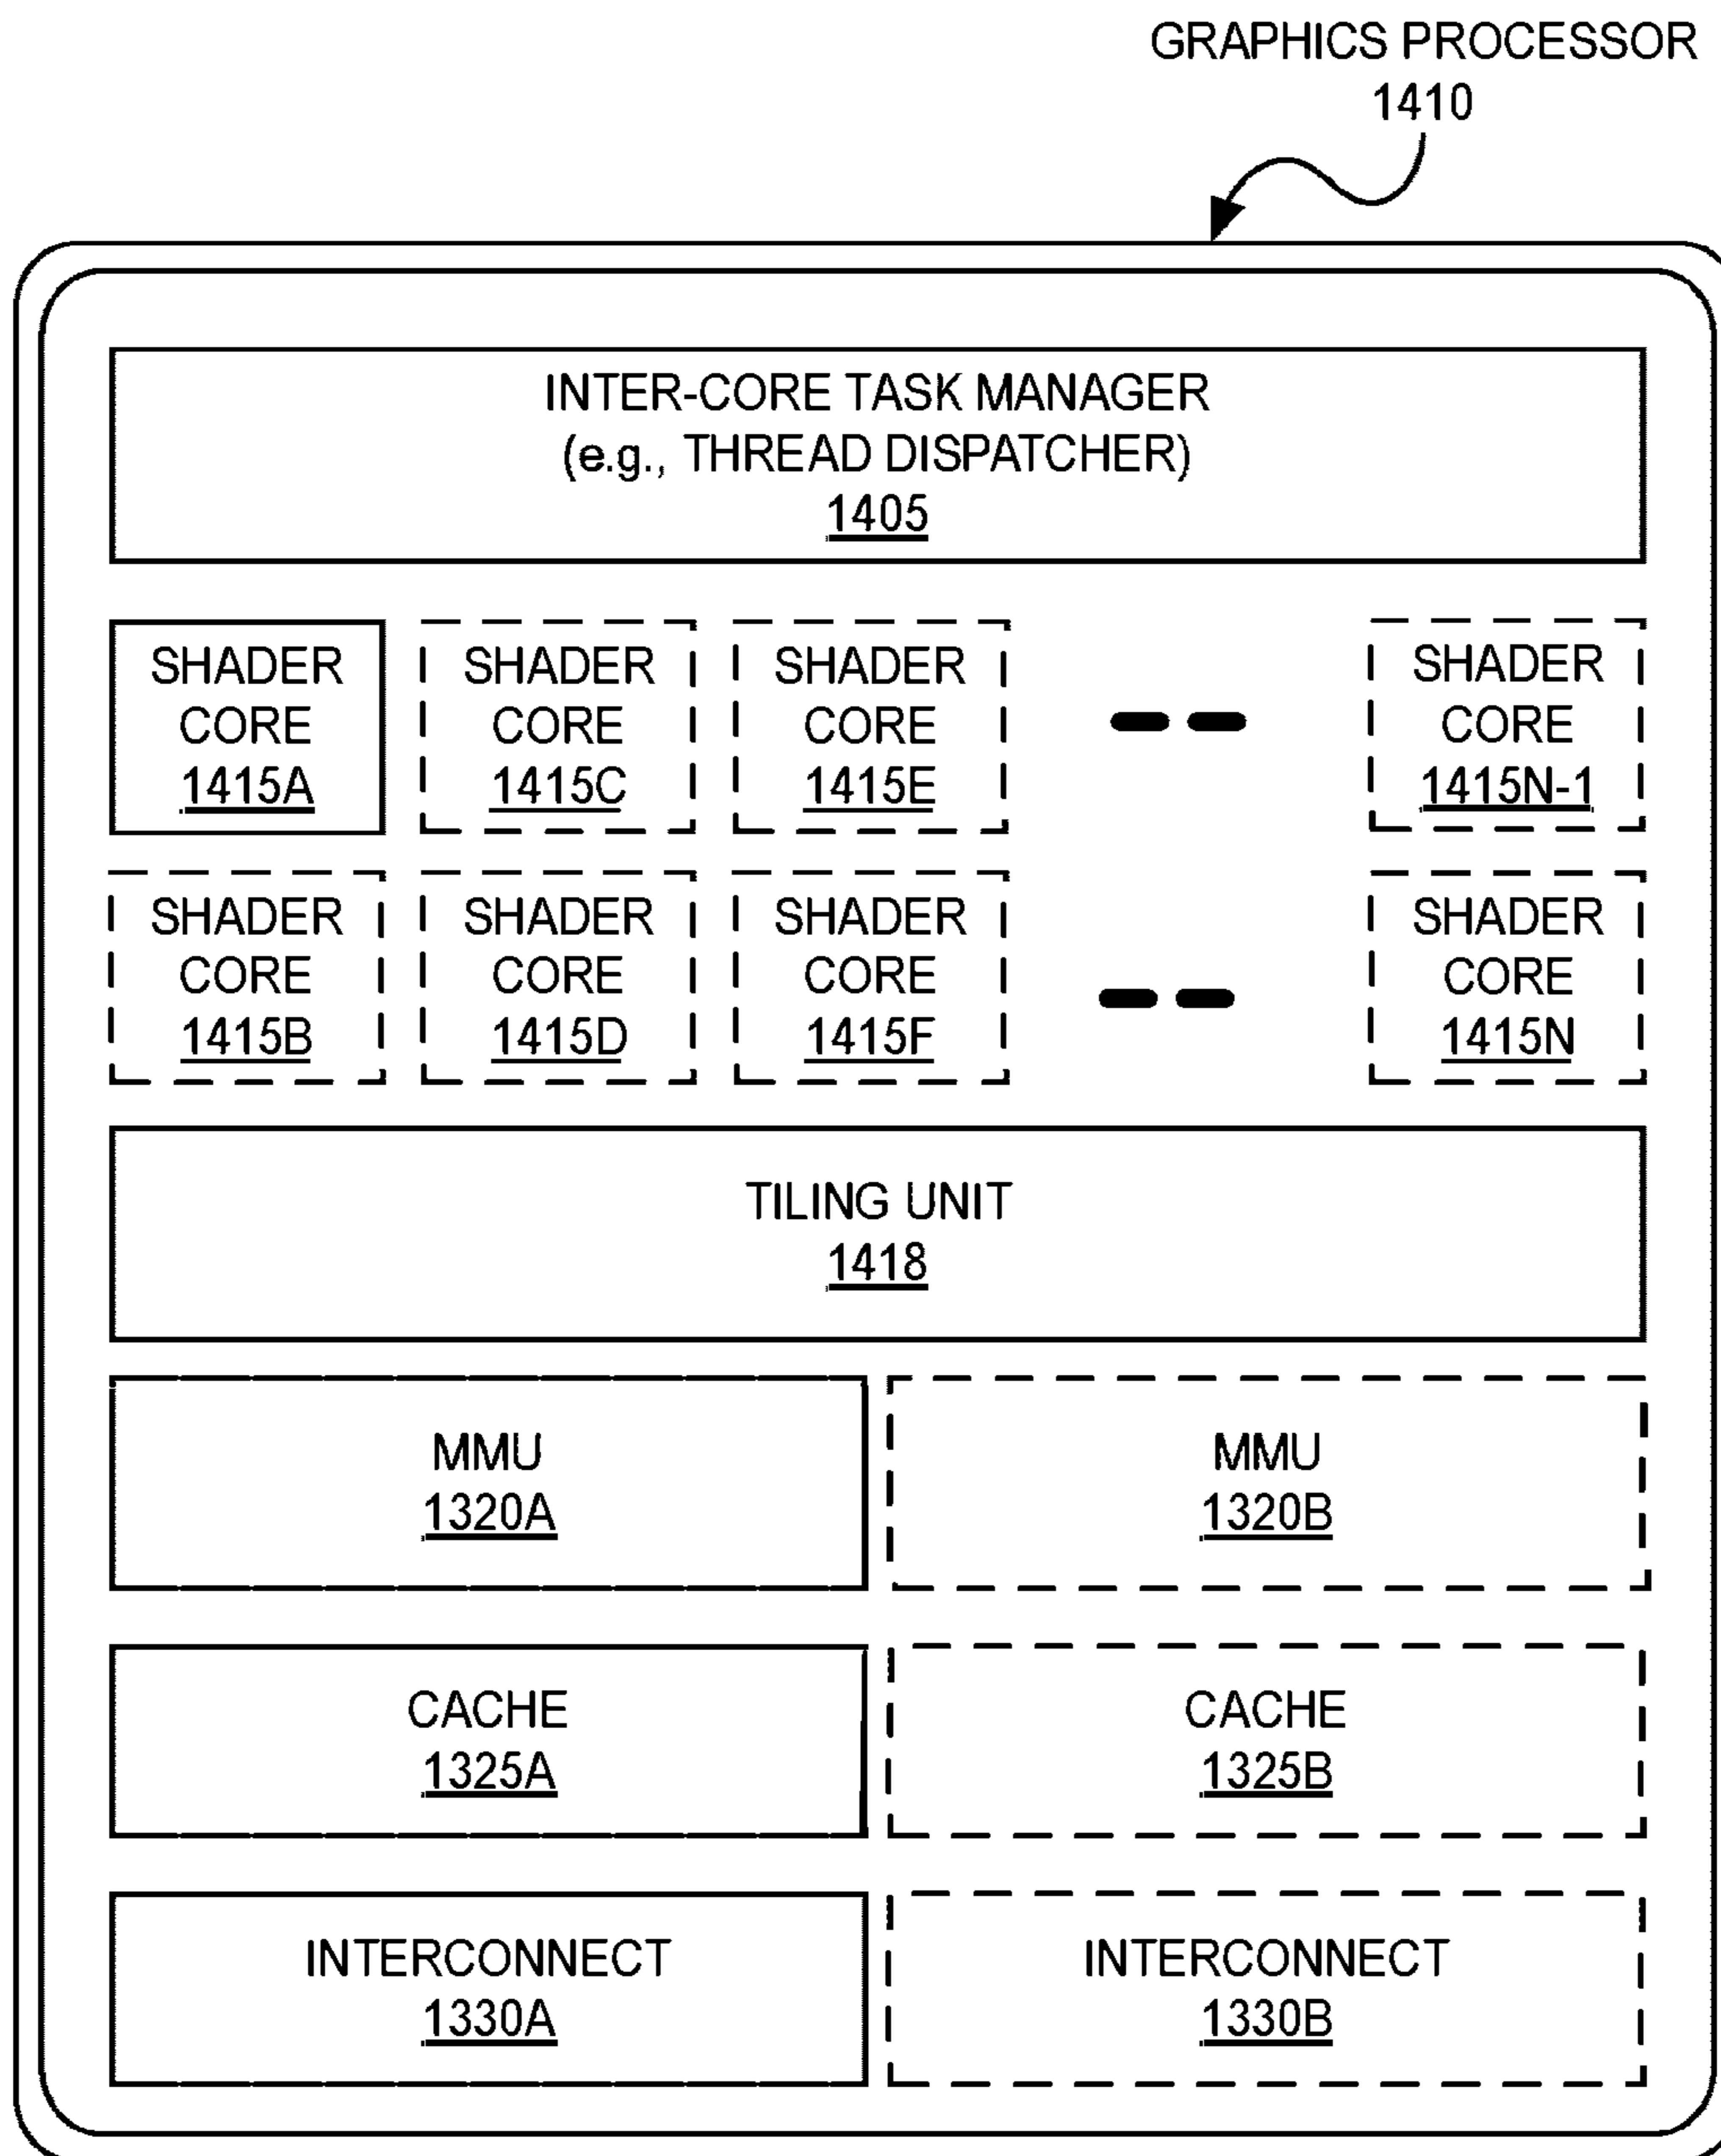 GRAPHICS PROCESSOR
1410
INTER-CORE TASK MANAGER
(e.g., THREAD DISPATCHER)
1405
SHADER
CORE
1415A
SHADER
CORE
1415C
SHADER
CORE
1415E
SHADER
CORE
1415N-1
SHADER
CORE
1415B
SHADER
CORE
1415D
SHADER
CORE
1415F
SHADER
CORE
1415N
TILING UNIT
1418
MMU
1320A
MMU
1320B
CACHE
1325A
CACHE
1325B
INTERCONNECT
1330A
INTERCONNECT
1330B